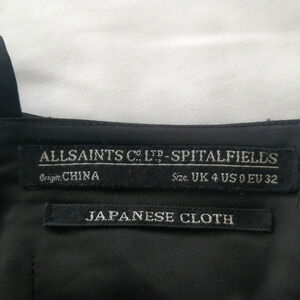 ALLSAINTS Co LTD - SPITALFIELDS
Origin. CHINA Size. UK 4 US 0 EU 32
JAPANESE CLOTH